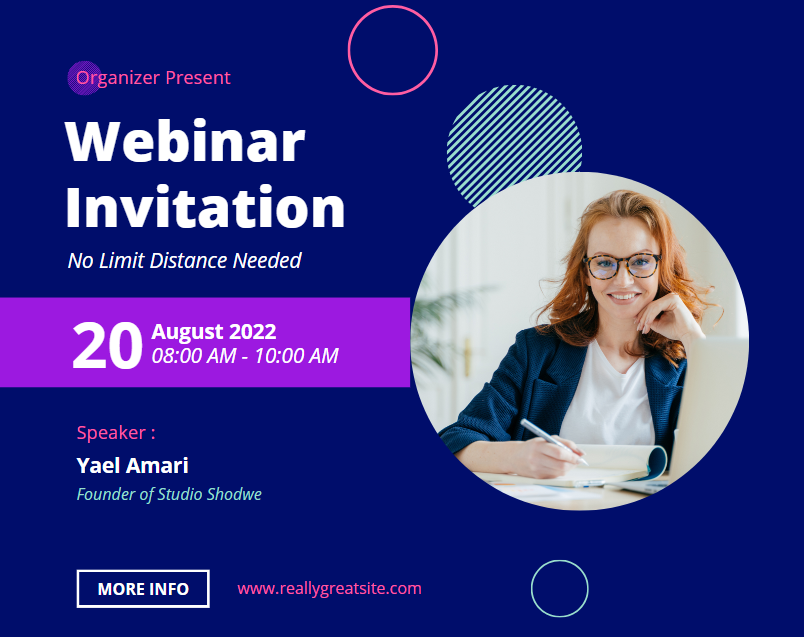 Organizer Present
Webinar
Invitation
No Limit Distance Needed
20
August 2022
08:00 AM - 10:00 AM
Speaker :
Yael Amari
Founder of Studio Shodwe
MORE INFO
www.reallygreatsite.com